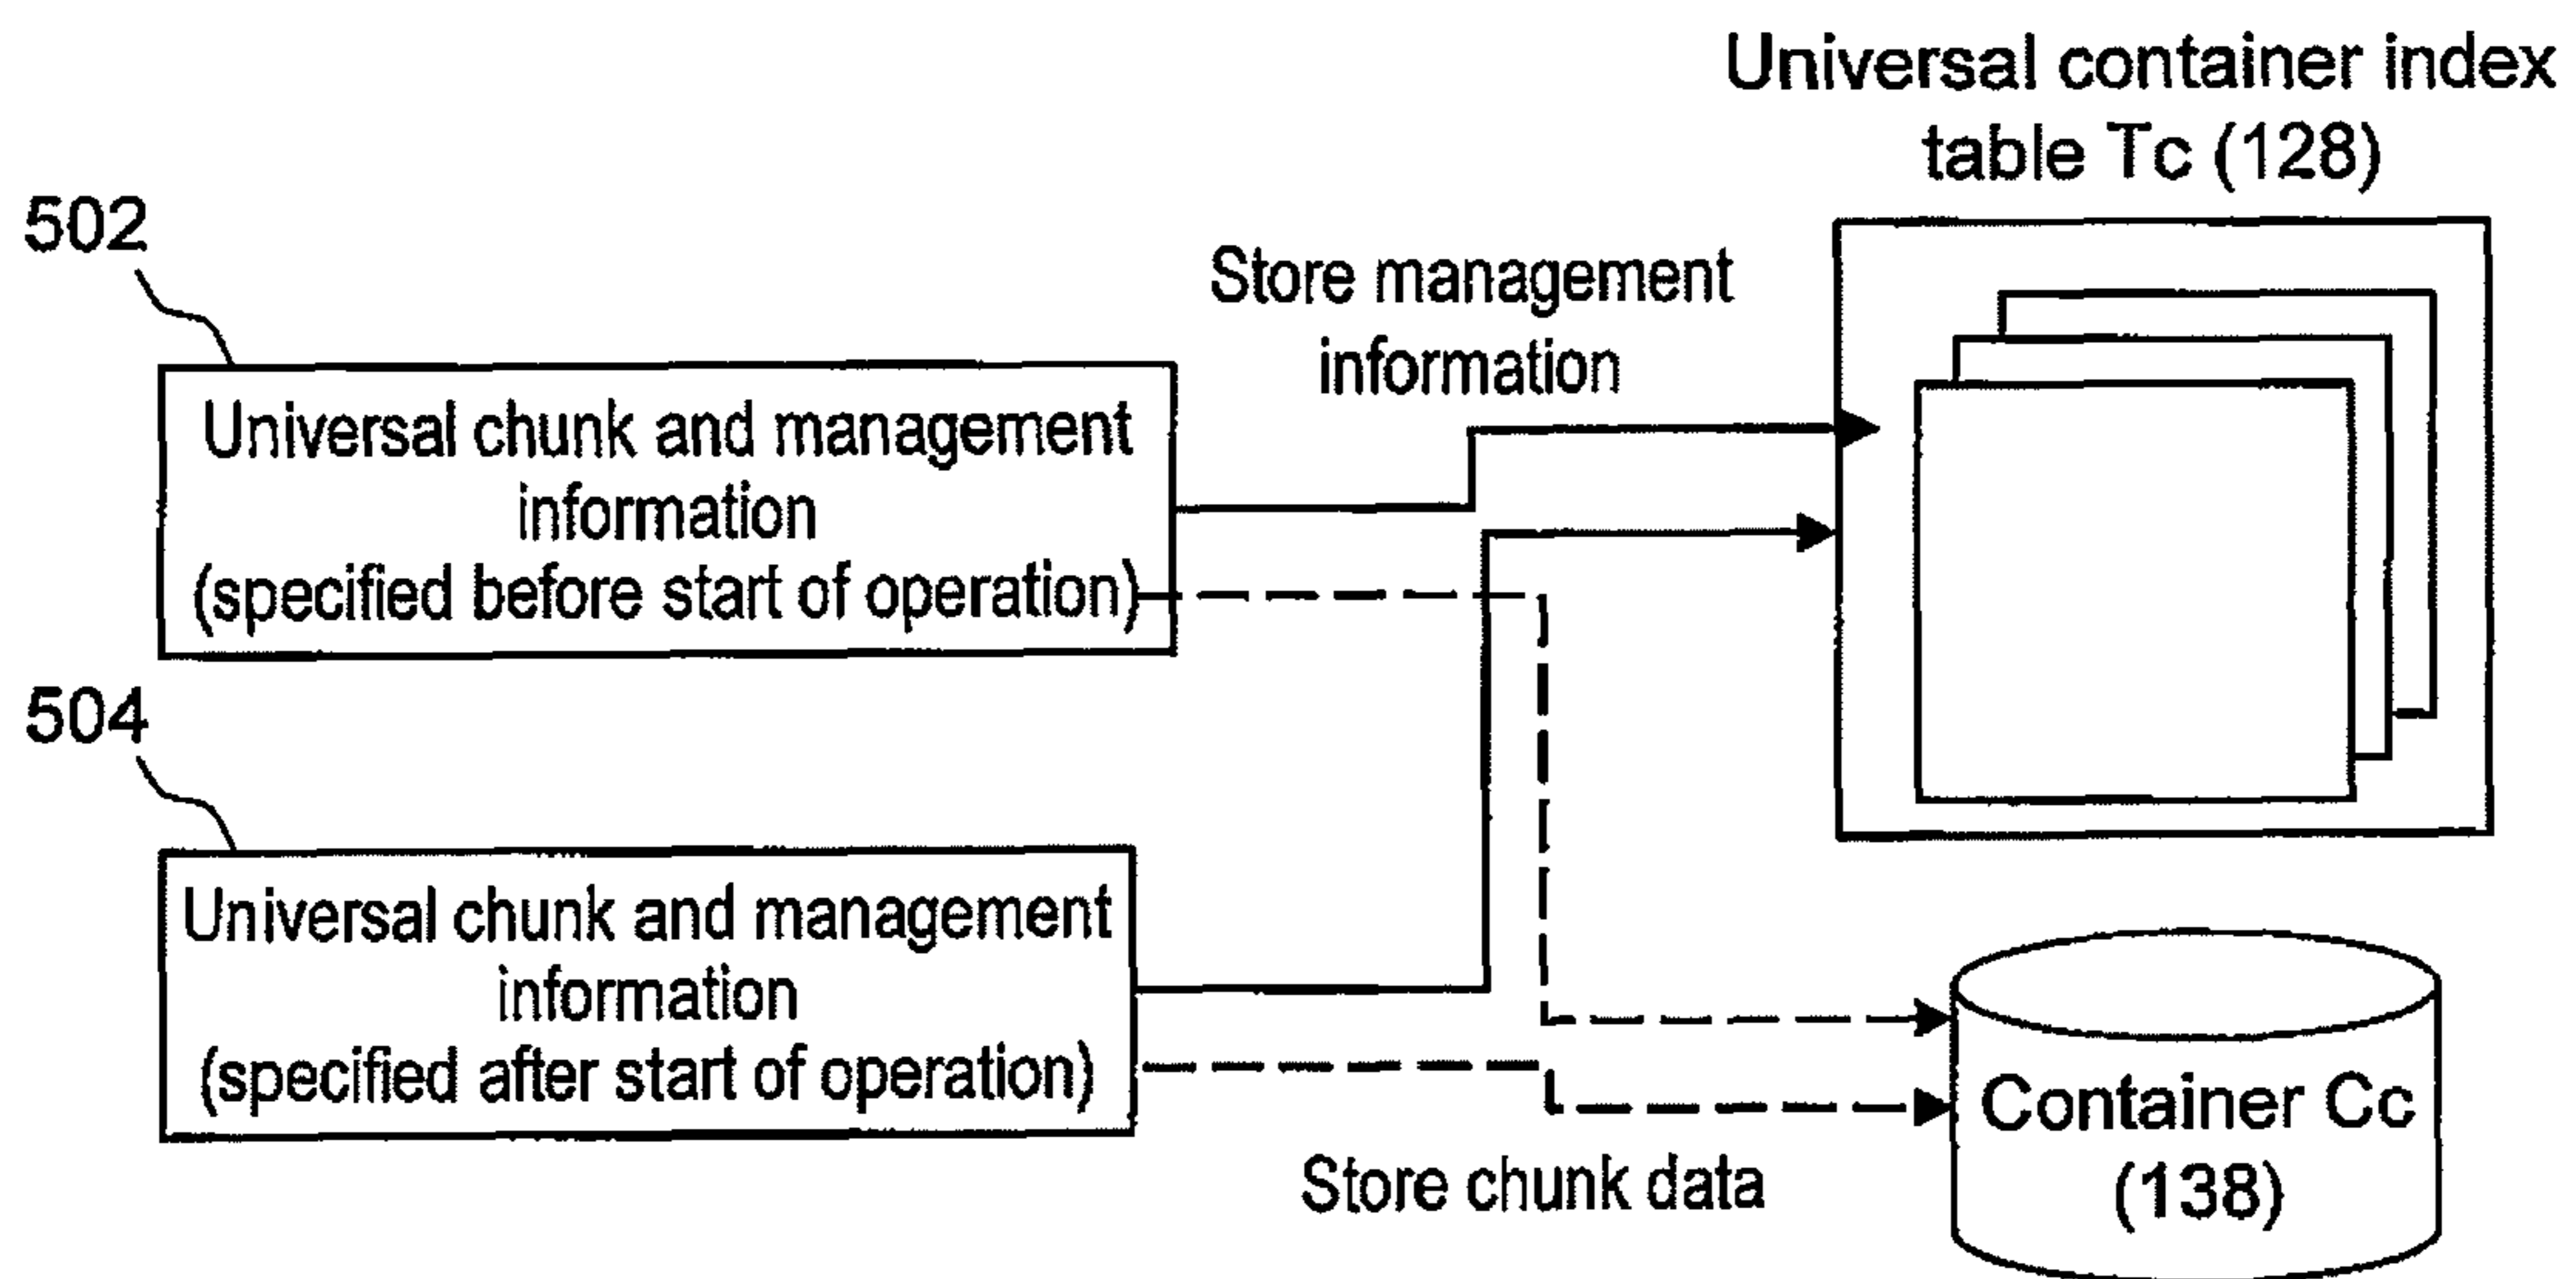 Universal container index
table Tc (128)
502
Store management
information
Universal chunk and management
information
(specified before start of operation)
504
Universal chunk and management
information
(specified after start of operation)
Store chunk data
Container Cc
(138)